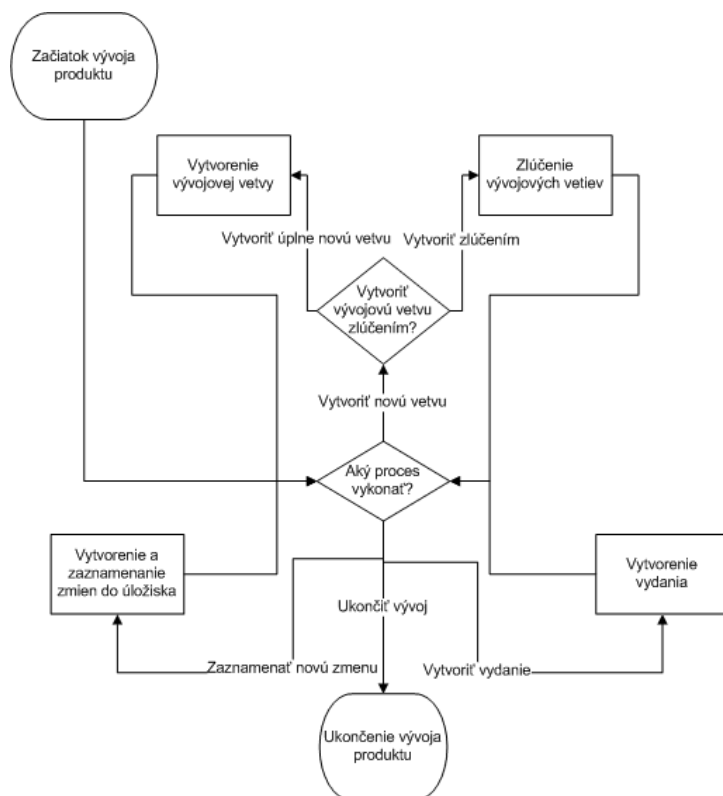 Začiatok vývoja
produktu
Vytvorenie
vývojovej vetvy
Zlúčenie
vývojových vetiev
Vytvoriť úplne novú vetvu
Vytvoriť zlúčením
Vytvoriť
vývojovú vetvu
zlúčením?
Vytvoriť novú vetvu
Aký proces
vykonať?
Vytvorenie a
zaznamenanie
zmien do úložiska
Vytvorenie
vydania
Ukončiť vývoj
Zaznamenať novú zmenu
Vytvoriť vydanie
Ukončenie vývoja
produktu